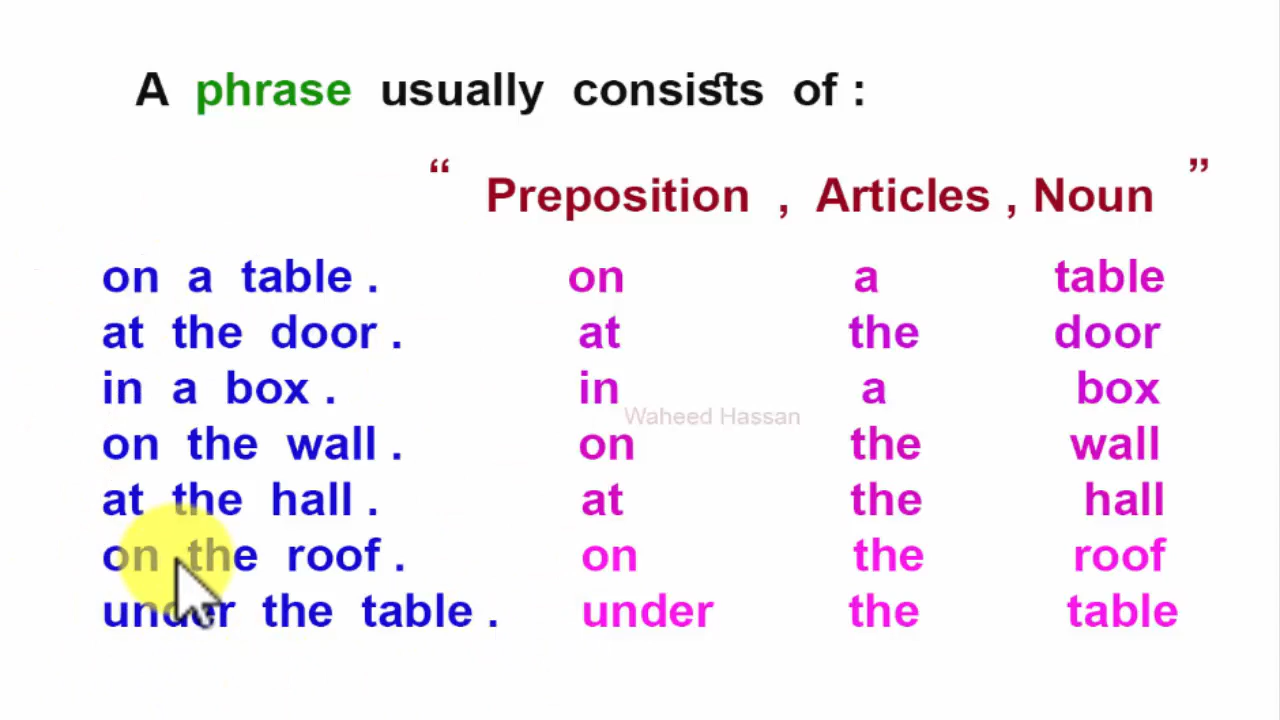 A phrase usually consists of :
“ Preposition , Articles , Noun ”
on a table . on a table
at the door . at the door
in a box . in a box
Waheed Hassan
on the wall . on the wall
at the hall . at the hall
on the roof . on the roof
under the table . under the table